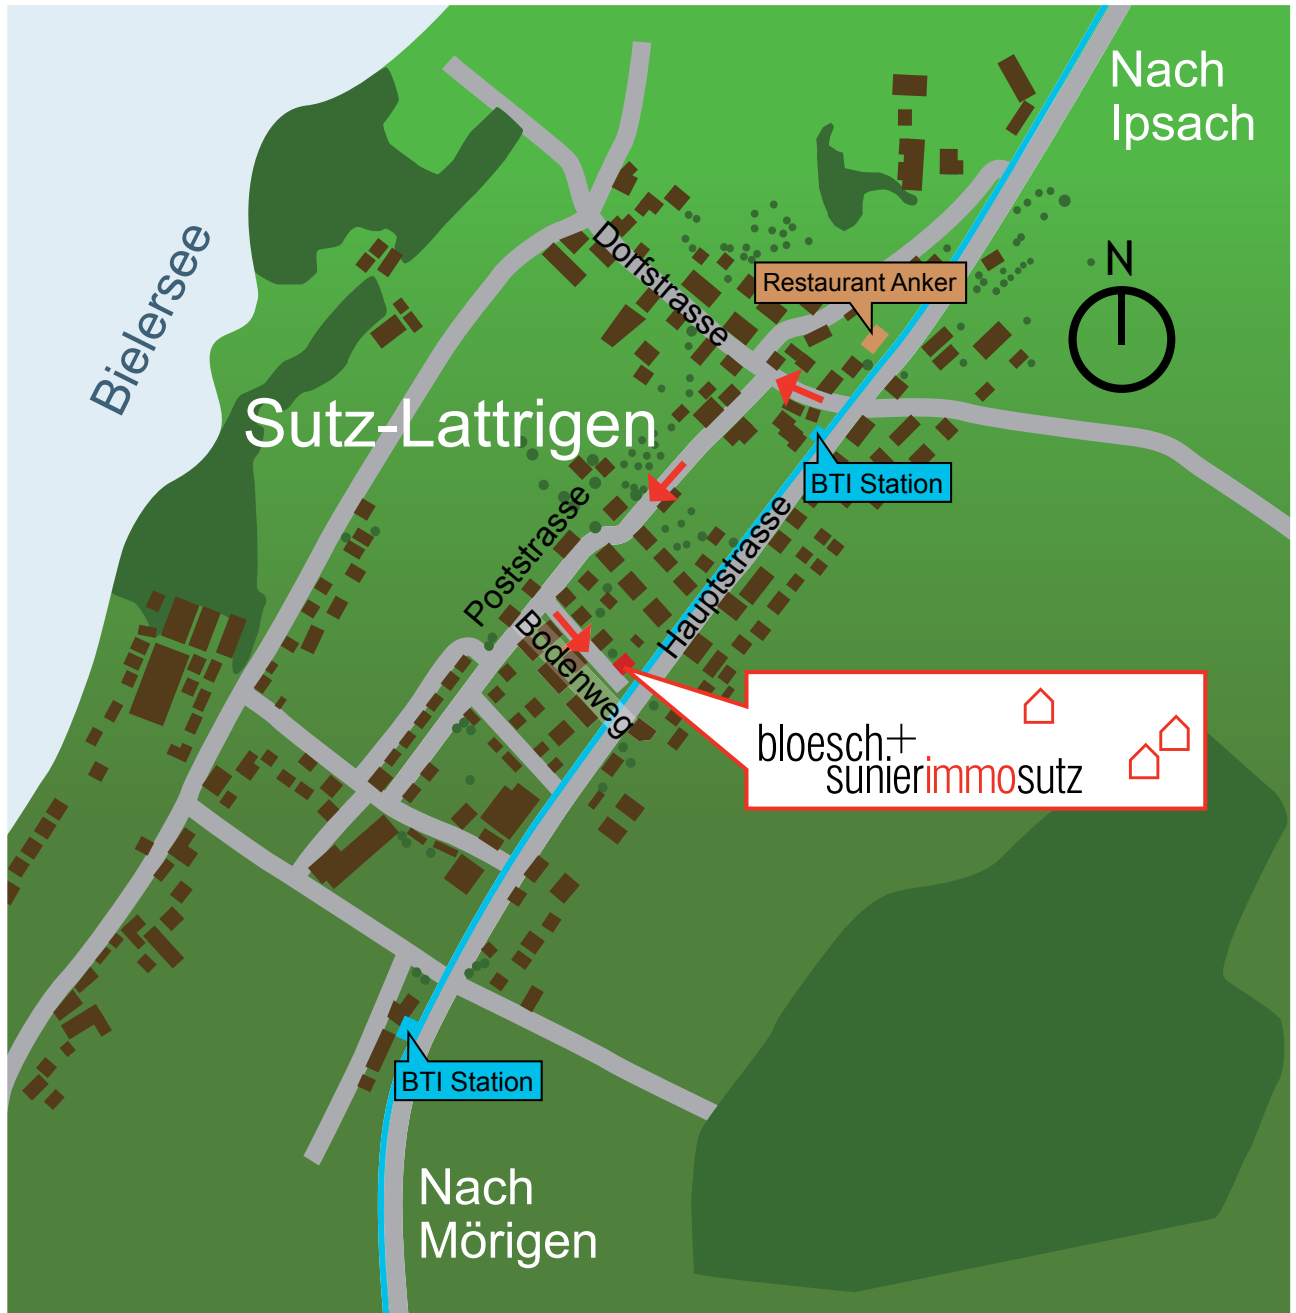 Nach
Ipsach
Bielersee
N
Dorfstrasse
Restaurant Anker
Sutz-Lattrigen
BTI Station
Poststrasse
Hauptstrasse
Bodenweg
bloesch+
sunierimmosutz
BTI Station
Nach
Mörigen